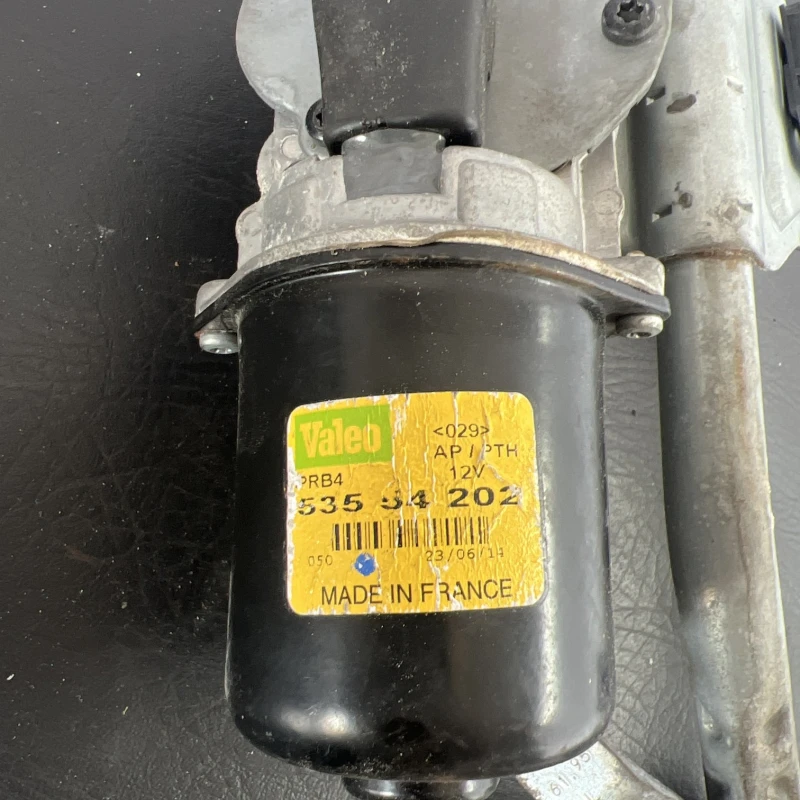 Valeo
<029>
AP / PTH
PRB4
12V
535 54 202
050
23/06/14
MADE IN FRANCE